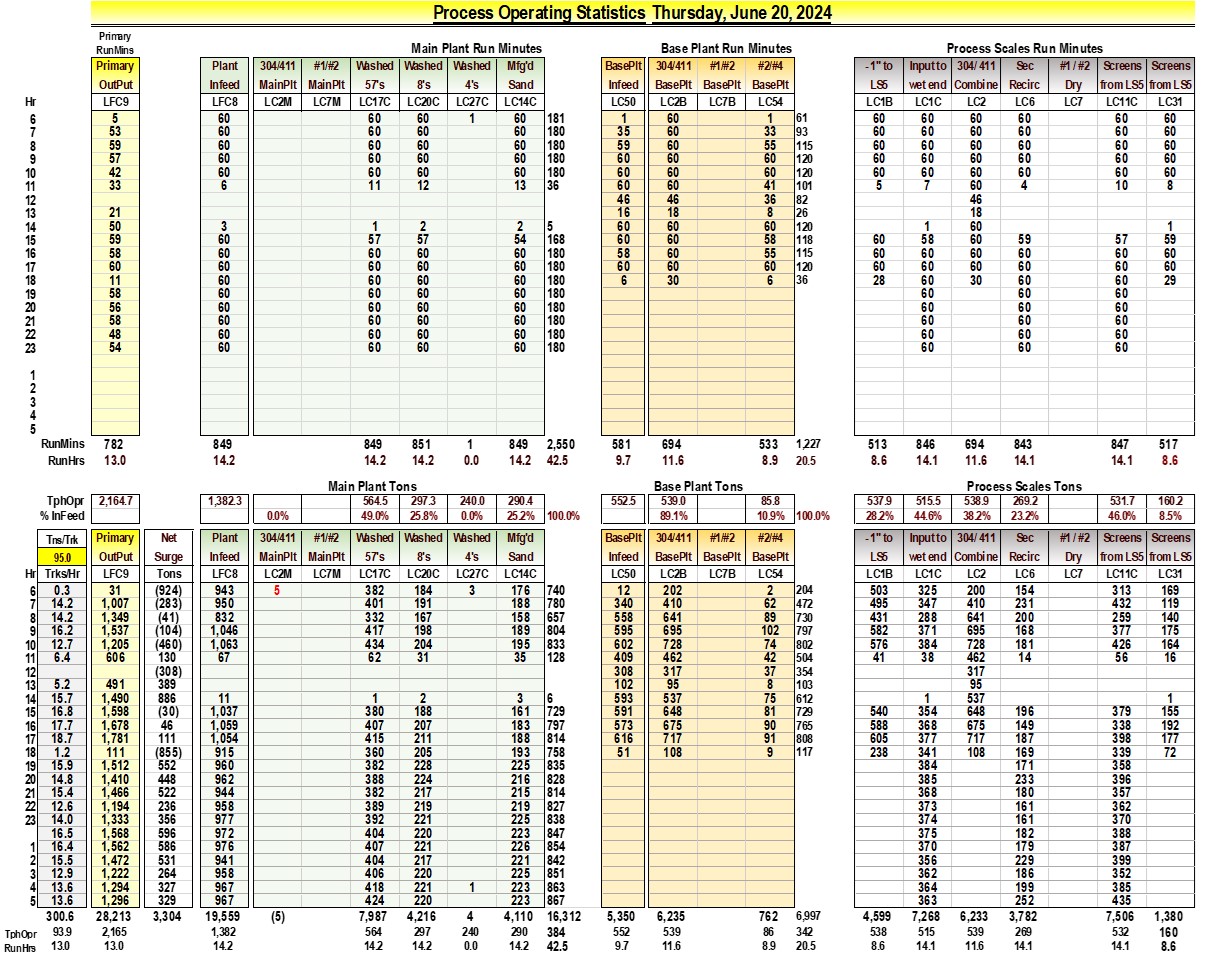 Process Operating Statistics Thursday, June 20, 2024
Primary
RunMins Main Plant Run Minutes Base Plant Run Minutes Process Scales Run Minutes
Primary Plant 304/411 #1/#2 Washed Washed Washed Mfg'd BasePlt 304/411 #1/#2 #2/#4 -1" to Input to 304/ 411 Sec #1 / #2 Screens Screens
OutPut Infeed MainPlt MainPlt 57's 8's 4's Sand Infeed BasePlt BasePlt BasePlt LS5 wet end Combine Recirc Dry from LS5 from LS5
Hr LFC9 LFC8 LC2M LC7M LC17C LC20C LC27C LC14C LC50 LC2B LC7B LC54 LC1B LC1C LC2 LC6 LC7 LC11C LC31
6 5 60 60 60 1 60 181 1 60 1 61 60 60 60 60 60 60
7 53 60 60 60 60 180 35 60 33 93 60 60 60 60 60 60
8 59 60 60 60 60 180 59 60 55 115 60 60 60 60 60 60
9 57 60 60 60 60 180 60 60 60 120 60 60 60 60 60 60
10 42 60 60 60 60 180 60 60 60 120 60 60 60 60 60 60
11 33 6 11 12 13 36 60 60 41 101 5 7 60 4 10 8
12 46 46 36 82 46
13 21 16 18 8 26 18
14 50 3 1 2 2 5 60 60 60 120 1 60 1
15 59 60 57 57 54 168 60 60 58 118 60 58 60 59 57 59
16 58 60 60 60 60 180 58 60 55 115 60 60 60 60 60 60
17 60 60 60 60 60 180 60 60 60 120 60 60 60 60 60 60
18 11 60 60 60 60 180 6 30 6 36 28 60 30 60 60 29
19 58 60 60 60 60 180 60 60 60
20 56 60 60 60 60 180 60 60 60
21 58 60 60 60 60 180 60 60 60
22 48 60 60 60 60 180 60 60 60
23 54 60 60 60 60 180 60 60 60
1
2
3
4
5
RunMins 782 849 849 851 1 849 2,550 581 694 533 1,227 513 846 694 843 847 517
RunHrs 13.0 14.2 14.2 14.2 0.0 14.2 42.5 9.7 11.6 8.9 20.5 8.6 14.1 11.6 14.1 14.1 8.6
Main Plant Tons Base Plant Tons Process Scales Tons
TphOpr 2,164.7 1,382.3 564.5 297.3 240.0 290.4 552.5 539.0 85.8 537.9 515.5 538.9 269.2 531.7 160.2
% InFeed 0.0% 49.0% 25.8% 0.0% 25.2% 100.0% 89.1% 10.9% 100.0% 28.2% 44.6% 38.2% 23.2% 46.0% 8.5%
Tns/Trk Primary Net Plant 304/411 #1/#2 Washed Washed Washed Mfg'd BasePlt 304/411 #1/#2 #2/#4 -1" to Input to 304/ 411 Sec #1 / #2 Screens Screens
95.0 OutPut Surge Infeed MainPlt MainPlt 57's 8's 4's Sand Infeed BasePlt BasePlt BasePlt LS5 wet end Combine Recirc Dry from LS5 from LS5
Hr Trks/Hr LFC9 Tons LFC8 LC2M LC7M LC17C LC20C LC27C LC14C LC50 LC2B LC7B LC54 LC1B LC1C LC2 LC6 LC7 LC11C LC31
6 0.3 31 (924) 943 5 382 184 3 176 740 12 202 2 204 503 325 200 154 313 169
7 14.2 1,007 (283) 950 401 191 188 780 340 410 62 472 495 347 410 231 432 119
8 14.2 1,349 (41) 832 332 167 158 657 558 641 89 730 431 288 641 200 259 140
9 16.2 1,537 (104) 1,046 417 198 189 804 595 695 102 797 582 371 695 168 377 175
10 12.7 1,205 (460) 1,063 434 204 195 833 602 728 74 802 576 384 728 181 426 164
11 6.4 606 130 67 62 31 35 128 409 462 42 504 41 38 462 14 56 16
12 (308) 308 317 37 354 317
13 5.2 491 389 102 95 8 103 95
14 15.7 1,490 886 11 1 2 3 6 593 537 75 612 1 537 1
15 16.8 1,598 (30) 1,037 380 188 161 729 591 648 81 729 540 354 648 196 379 155
16 17.7 1,678 46 1,059 407 207 183 797 573 675 90 765 588 368 675 149 338 192
17 18.7 1,781 111 1,054 415 211 188 814 616 717 91 808 605 377 717 187 398 177
18 1.2 111 (855) 915 360 205 193 758 51 108 9 117 238 341 108 169 339 72
19 15.9 1,512 552 960 382 228 225 835 384 171 358
20 14.8 1,410 448 962 388 224 216 828 385 233 396
21 15.4 1,466 522 944 382 217 215 814 368 180 357
22 12.6 1,194 236 958 389 219 219 827 373 161 362
23 14.0 1,333 356 977 392 221 225 838 374 161 370
16.5 1,568 596 972 404 220 223 847 375 182 388
1 16.4 1,562 586 976 407 221 226 854 370 179 387
2 15.5 1,472 531 941 404 217 221 842 356 229 399
3 12.9 1,222 264 958 406 220 225 851 362 186 352
4 13.6 1,294 327 967 418 221 1 223 863 364 199 385
5 13.6 1,296 329 967 424 220 223 867 363 252 435
300.6 28,213 3,304 19,559 (5) 7,987 4,216 4 4,110 16,312 5,350 6,235 762 6,997 4,599 7,268 6,233 3,782 7,506 1,380
TphOpr 93.9 2,165 1,382 564 297 240 290 384 552 539 86 342 538 515 539 269 532 160
RunHrs 13.0 13.0 14.2 14.2 14.2 0.0 14.2 42.5 9.7 11.6 8.9 20.5 8.6 14.1 11.6 14.1 14.1 8.6